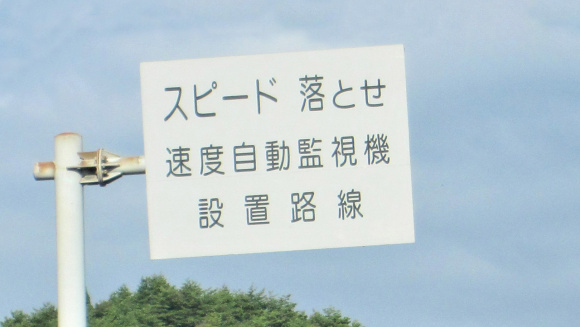 スピード 落とせ
速度自動監視機
設置路線